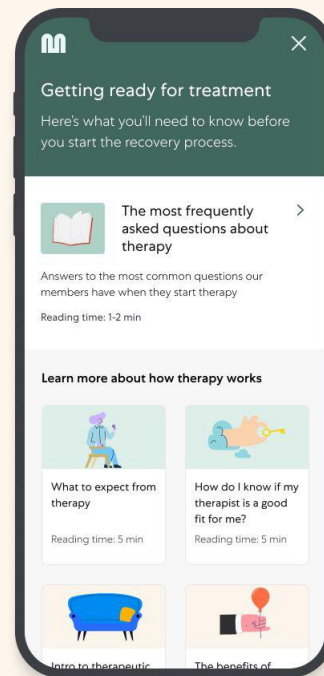 Getting ready for treatment
Here's what you'll need to know before
you start the recovery process.
The most frequently
asked questions about
therapy
Answers to the most common questions our
members have when they start therapy
Reading time: 1-2 min
Learn more about how therapy works
What to expect from
therapy
Reading time: 5 min
How do I know if my
therapist is a good
fit for me?
Reading time: 5 min
Intro to therapeutic
The benefits of